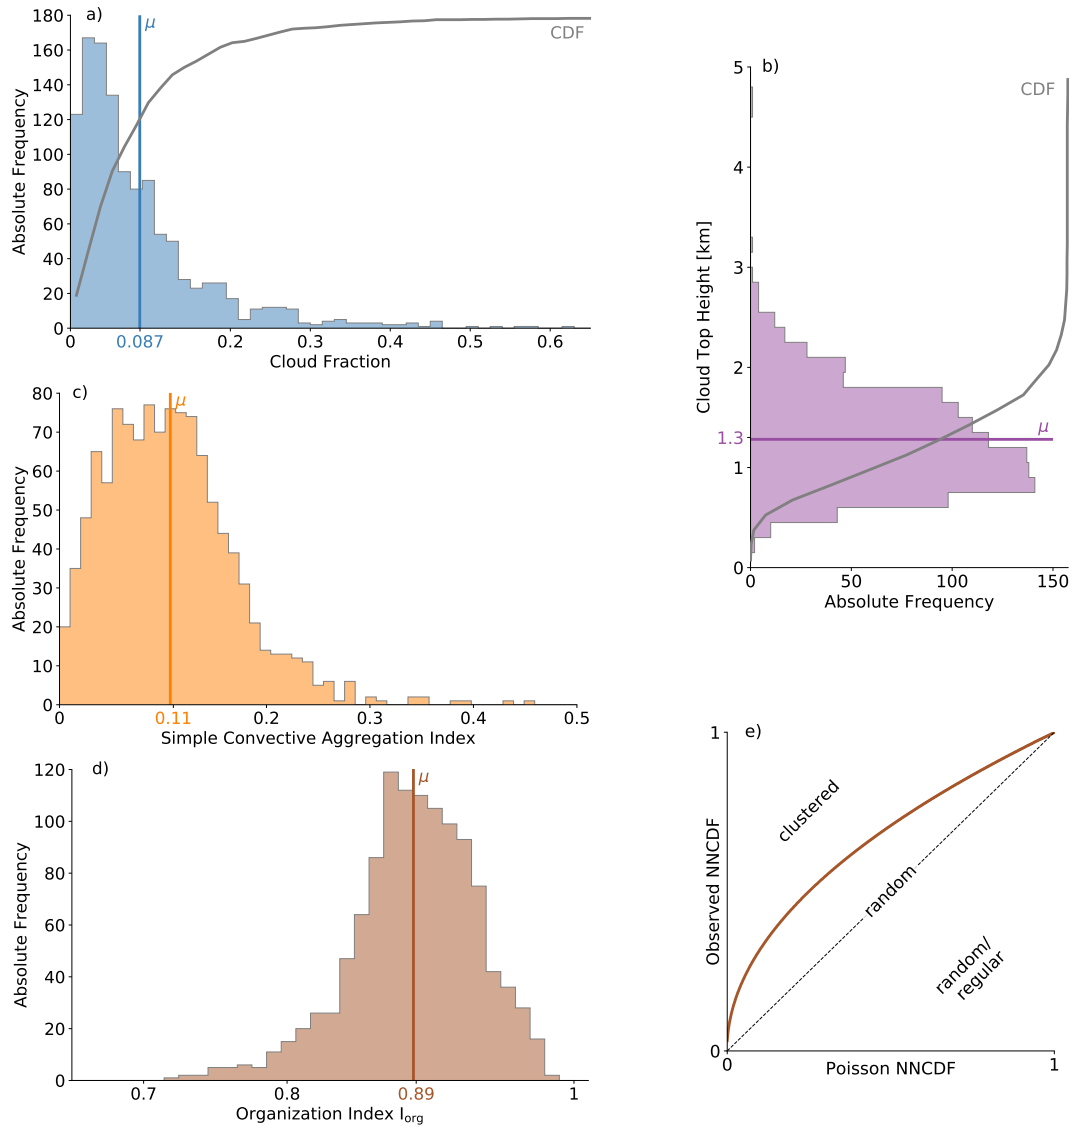 a)
μ
CDF
180
160
140
120
100
80
60
40
20
0
Absolute Frequency
0 0.087 0.2 0.3 0.4 0.5 0.6
Cloud Fraction
b)
CDF
5
4
3
2
1.3
1
0
μ
Cloud Top Height [km]
0 50 100 150
Absolute Frequency
c)
μ
80
70
60
50
40
30
20
10
0
Absolute Frequency
0 0.11 0.2 0.3 0.4 0.5
Simple Convective Aggregation Index
d)
μ
120
100
80
60
40
20
0
Absolute Frequency
0.7 0.8 0.89 1
Organization Index I_org
e)
1
0
Observed NNCDF
clustered
random
random/
regular
0 1
Poisson NNCDF